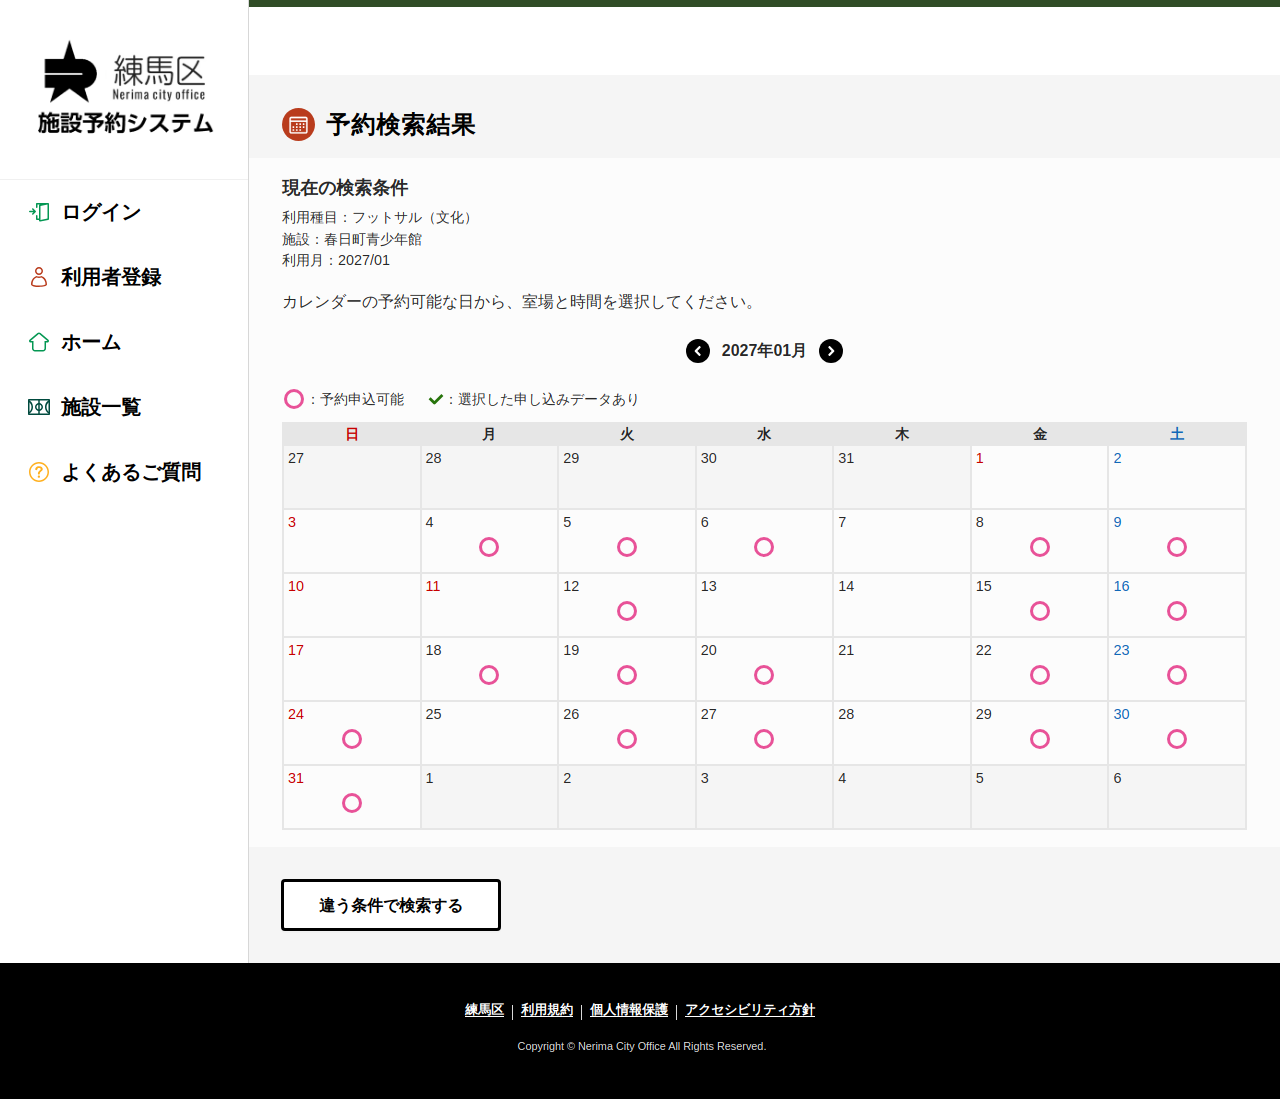 練馬区
Nerima city office
施設予約システム
ログイン
利用者登録
ホーム
施設一覧
よくあるご質問
予約検索結果
現在の検索条件
利用種目：フットサル（文化）
施設：春日町青少年館
利用月：2027/01
カレンダーの予約可能な日から、室場と時間を選択してください。
2027年01月
：予約申込可能 ：選択した申し込みデータあり
日 月 火 水 木 金 土
27 28 29 30 31 1 2
3 4 5 6 7 8 9
10 11 12 13 14 15 16
17 18 19 20 21 22 23
24 25 26 27 28 29 30
31 1 2 3 4 5 6
違う条件で検索する
練馬区 | 利用規約 | 個人情報保護 | アクセシビリティ方針
Copyright © Nerima City Office All Rights Reserved.